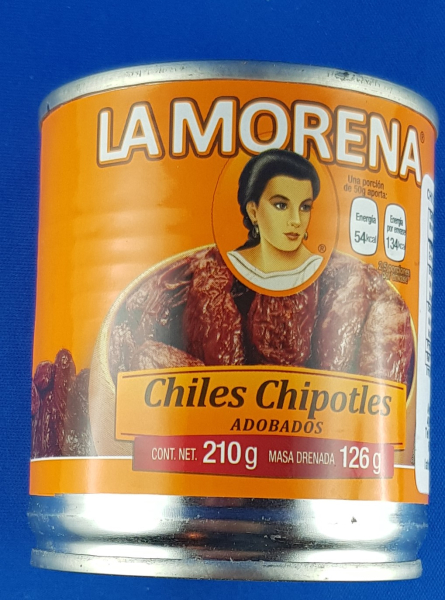 LA MORENA®
Una porción
de 50g aporta:
Energía
54kcal
Energía
por envase
134kcal
®
Chiles Chipotles
ADOBADOS
CONT. NET. 210 g MASA DRENADA 126 g